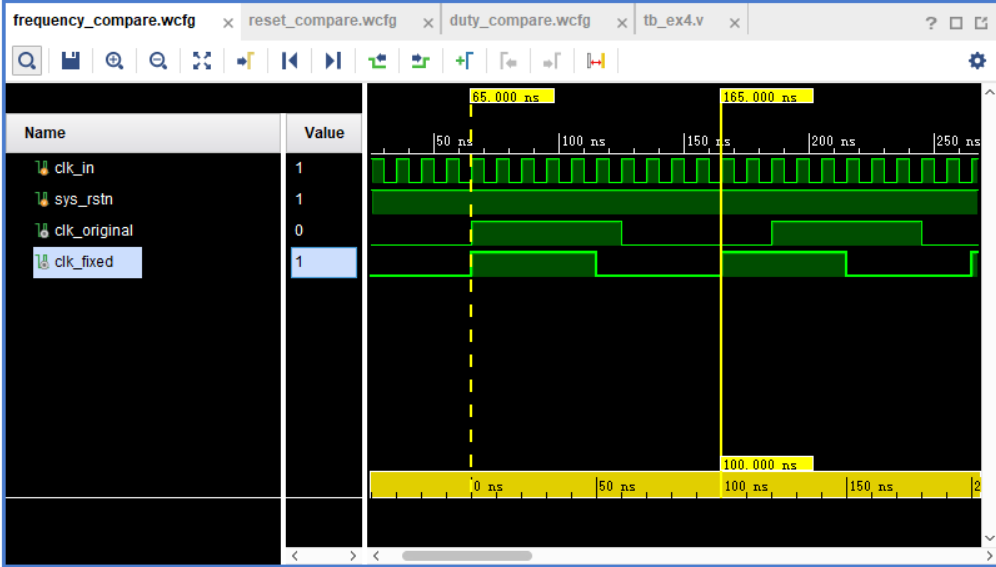 frequency_compare.wcfg × reset_compare.wcfg × duty_compare.wcfg × tb_ex4.v × ?
65.000 ns 165.000 ns
Name Value
50 ns 100 ns 150 ns 200 ns 250 ns
clk_in 1
sys_rstn 1
clk_original 0
clk_fixed 1
100.000 ns
0 ns 50 ns 100 ns 150 ns 2